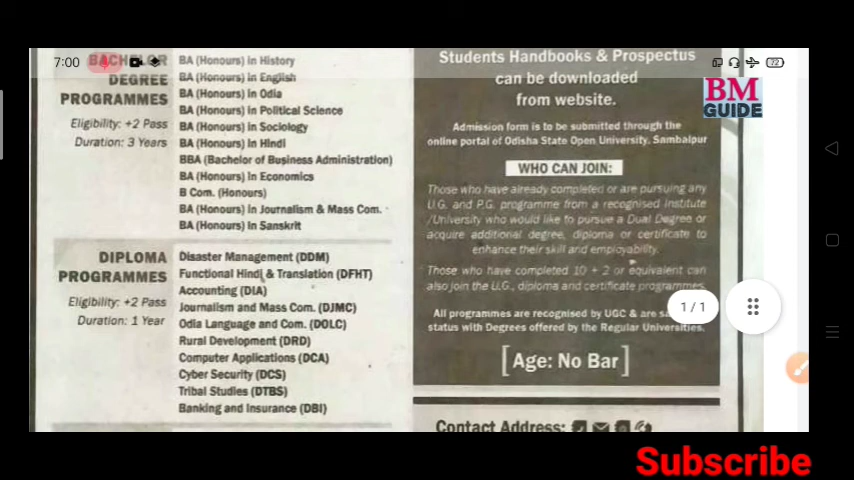 7:00
72
BACHELOR
DEGREE
PROGRAMMES
Eligibility: +2 Pass
Duration: 3 Years
BA (Honours) in History
BA (Honours) in English
BA (Honours) in Odia
BA (Honours) in Political Science
BA (Honours) in Sociology
BA (Honours) in Hindi
BBA (Bachelor of Business Administration)
BA (Honours) in Economics
B Com. (Honours)
BA (Honours) in Journalism & Mass Com.
BA (Honours) in Sanskrit
DIPLOMA
PROGRAMMES
Eligibility: +2 Pass
Duration: 1 Year
Disaster Management (DDM)
Functional Hindi & Translation (DFHT)
Accounting (DIA)
Journalism and Mass Com. (DJMC)
Odia Language and Com. (DOLC)
Rural Development (DRD)
Computer Applications (DCA)
Cyber Security (DCS)
Tribal Studies (DTBS)
Banking and Insurance (DBI)
Students Handbooks & Prospectus
can be downloaded
from website.
BM
GUIDE
Admission form is to be submitted through the
online portal of Odisha State Open University, Sambalpur
WHO CAN JOIN:
Those who have already completed or are pursuing any
U.G. and P.G. programme from a recognised Institute
/University who would like to pursue a Dual Degree or
acquire additional degree, diploma or certificate to
enhance their skill and employability.
Those who have completed 10 + 2 or equivalent can
also join the U.G., diploma and certificate programmes.
1/1
All programmes are recognised by UGC & are
status with Degrees offered by the Regular Universities.
[Age: No Bar]
Contact Address:
Subscribe